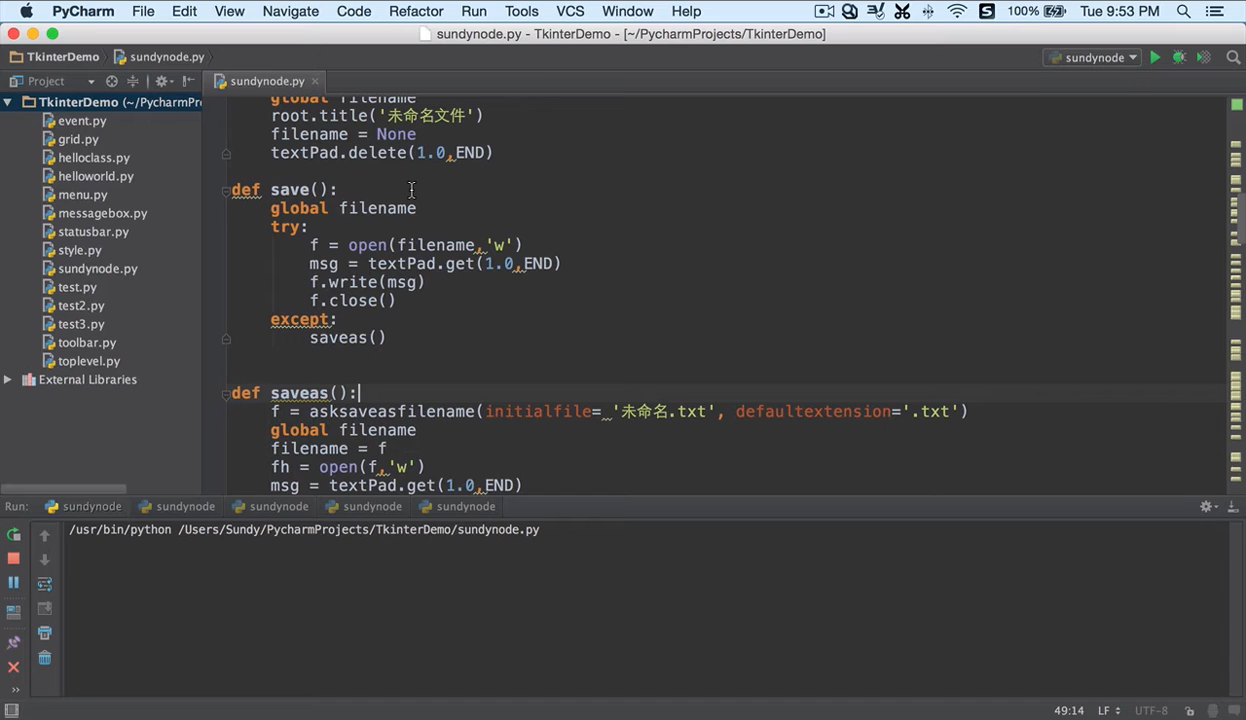 PyCharm File Edit View Navigate Code Refactor Run Tools VCS Window Help 100% Tue 9:53 PM
sundynode.py - TkinterDemo - [~/PycharmProjects/TkinterDemo]
TkinterDemo sundynode.py sundynode
Project sundynode.py
TkinterDemo (~/PycharmPr
event.py
grid.py
helloclass.py
helloworld.py
menu.py
messagebox.py
statusbar.py
style.py
sundynode.py
test.py
test2.py
test3.py
toolbar.py
toplevel.py
External Libraries
global filename
root.title('未命名文件')
filename = None
textPad.delete(1.0,END)
def save():
global filename
try:
f = open(filename,'w')
msg = textPad.get(1.0,END)
f.write(msg)
f.close()
except:
saveas()
def saveas():
f = asksaveasfilename(initialfile= '未命名.txt', defaultextension='.txt')
global filename
filename = f
fh = open(f,'w')
msg = textPad.get(1.0,END)
Run: sundynode sundynode sundynode sundynode sundynode
/usr/bin/python /Users/Sundy/PycharmProjects/TkinterDemo/sundynode.py
49:14 LF UTF-8